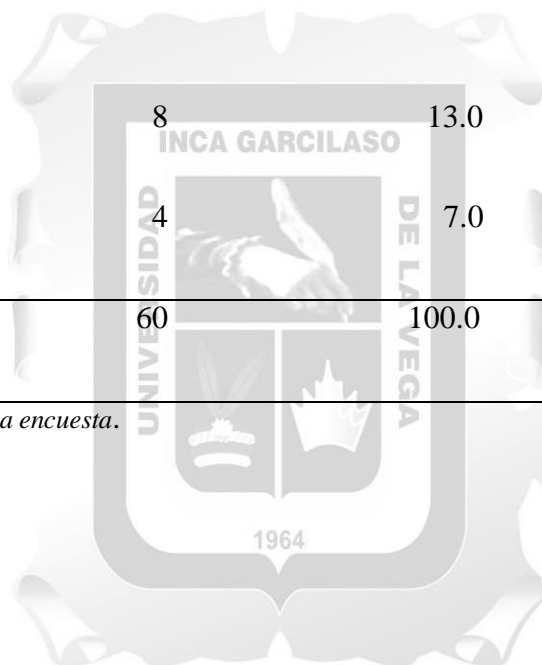 8 13.0
INCA GARCILASO
UNIVERSIDAD
DE LA VEGA
4 7.0
60 100.0
a encuesta.
1964